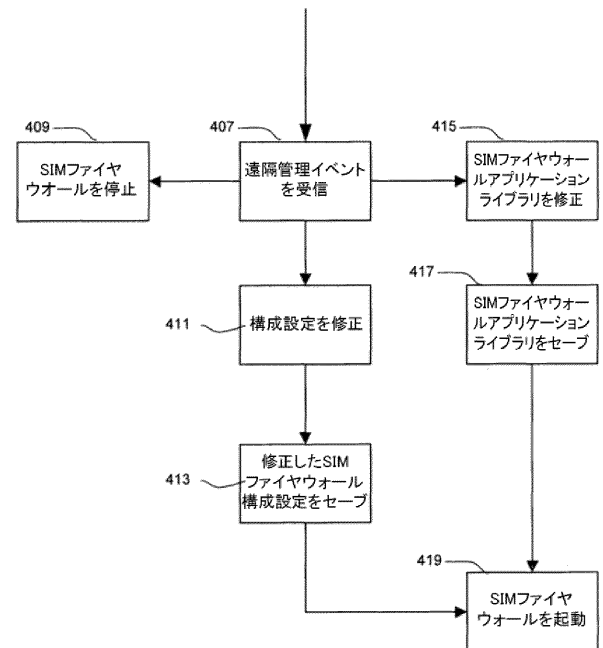 409
SIMファイヤ
ウオールを停止
407
遠隔管理イベント
を受信
415
SIMファイヤウォー
ルアプリケーション
ライブラリを修正
411
構成設定を修正
417
SIMファイヤウォー
ルアプリケーション
ライブラリをセーブ
413
修正したSIM
ファイヤウォール
構成設定をセーブ
419
SIMファイヤ
ウォールを起動